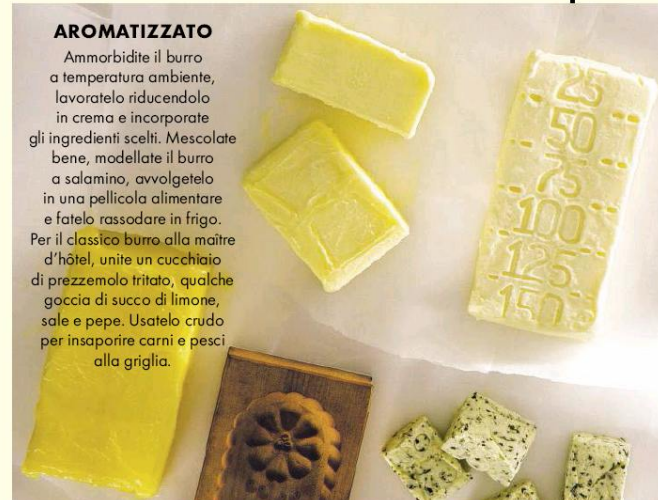 AROMATIZZATO
Ammorbidite il burro
a temperatura ambiente,
lavoratelo riducendolo
in crema e incorporate
gli ingredienti scelti. Mescolate
bene, modellate il burro
a salamino, avvolgetelo
in una pellicola alimentare
e fatelo rassodare in frigo.
Per il classico burro alla maître
d’hôtel, unite un cucchiaio
di prezzemolo tritato, qualche
goccia di succo di limone,
sale e pepe. Usatelo crudo
per insaporire carni e pesci
alla griglia.
25
50
75
100
125
150